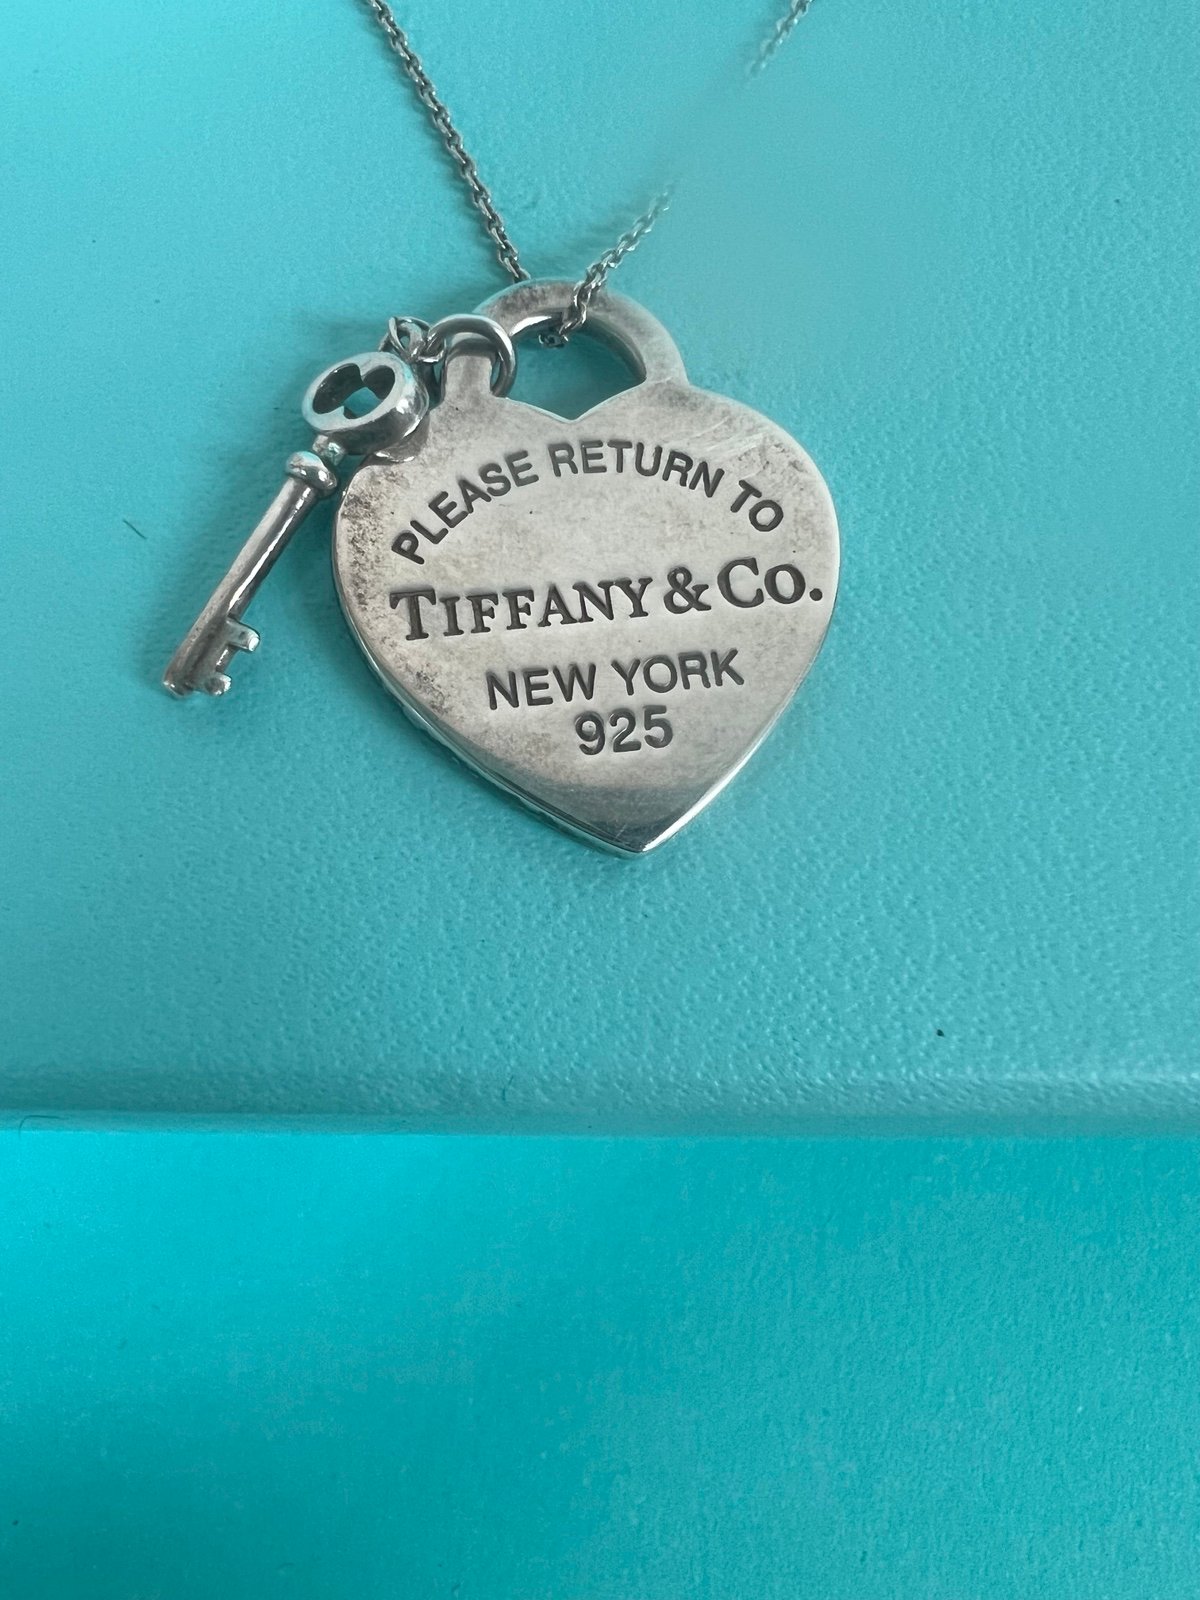 PLEASE RETURN TO
TIFFANY & CO.
NEW YORK
925